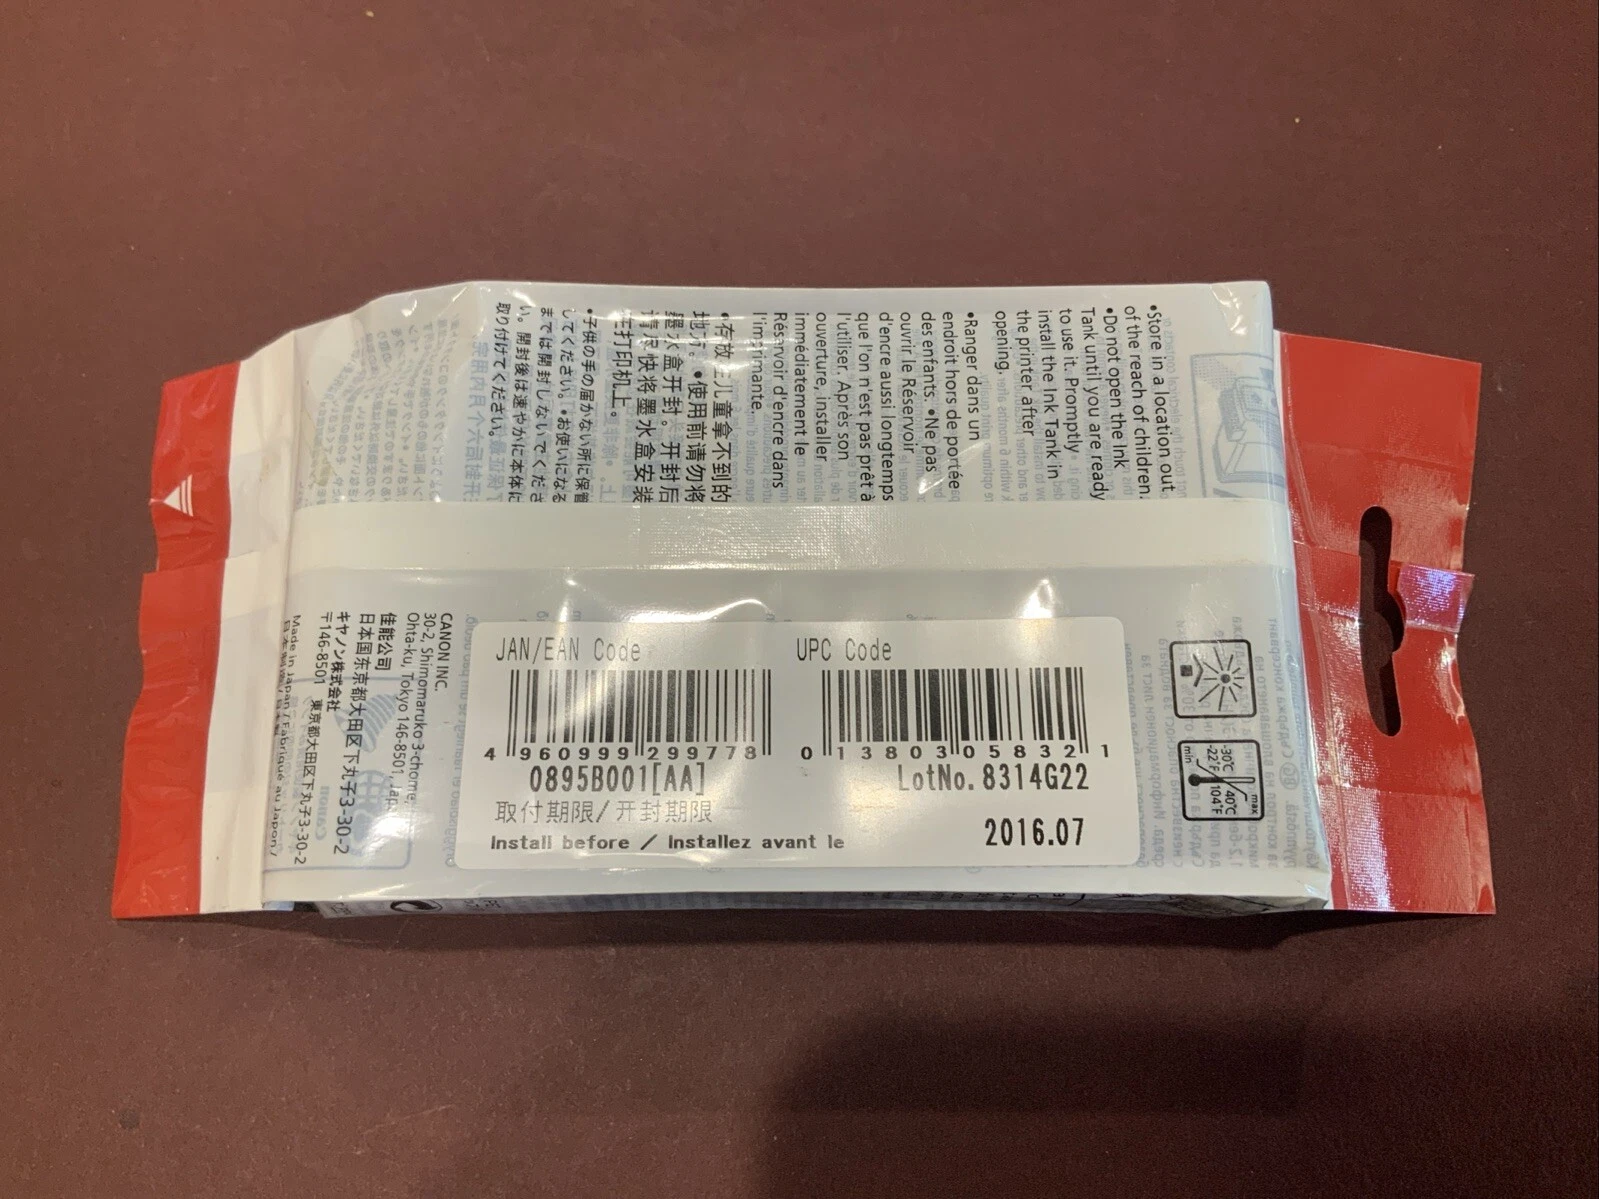 •Store in a location out
of the reach of children.
•Do not open the Ink
Tank until you are ready
to use it. Promptly
install the Ink Tank in
the printer after
opening.
•Ranger dans un
endroit hors de portée
des enfants. •Ne pas
ouvrir le Réservoir
d'encre aussi longtemps
que l'on n'est pas prêt à
l'utiliser. Après son
ouverture, installer
immédiatement le
Réservoir d'encre dans
l'imprimante.
•存放在儿童拿不到的
地方。•使用前请勿将
墨水盒开封。开封后
请尽快将墨水盒安装
在打印机上。
•子供の手の届かない所に保管
してください。•お使いになる
までは開封しないでくださ
い。開封後は速やかに本体に
取り付けてください。
CANON INC.
30-2, Shimomaruko 3-chome,
Ohta-ku, Tokyo 146-8501,
佳能公司
日本国东京都大田区下丸子3-30-2
キヤノン株式会社
〒146-8501 東京都大田区下丸子3-30-2
Made in Japan / Fabriqué au Japon /
JAN/EAN Code
4 960999 299778
0895B001[AA]
UPC Code
0 13803 05832 1
LotNo. 8314G22
取付期限/开封期限
Install before / Installez avant le
2016.07
-30℃
-22°F
min
40℃
104°F
max